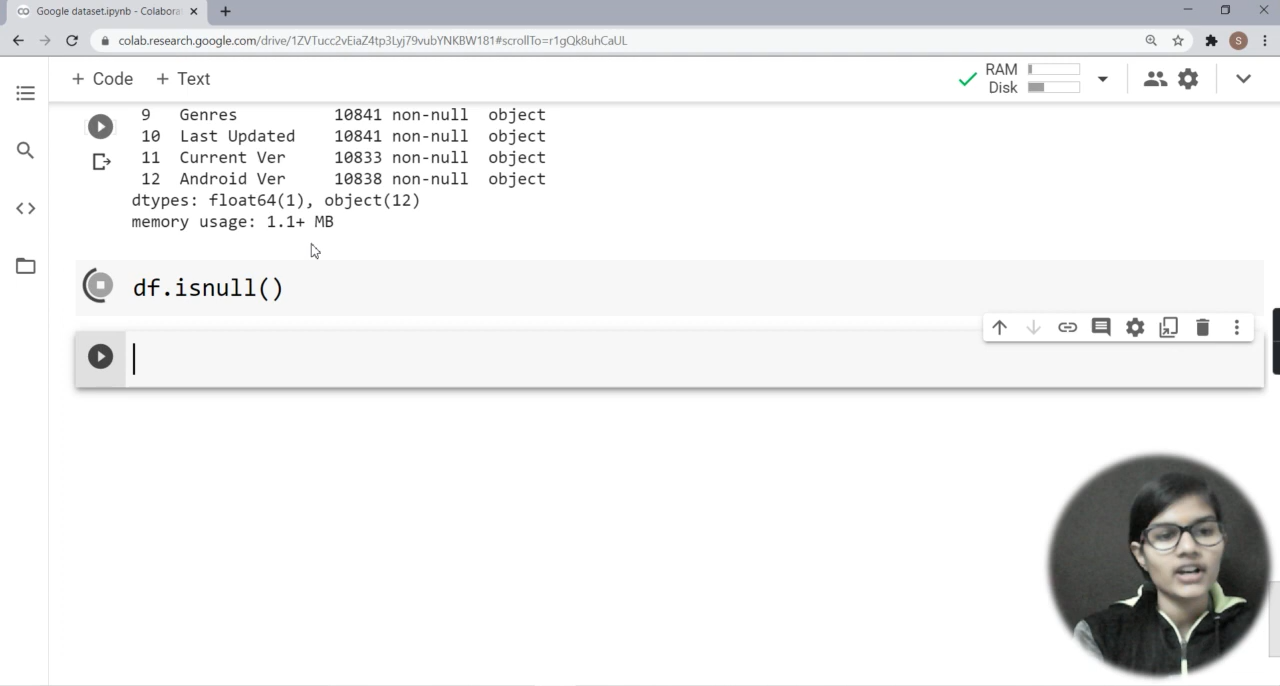 Google dataset.ipynb - Colabora
colab.research.google.com/drive/1ZVTucc2vEiaZ4tp3Lyj79vubYNKBW181#scrollTo=r1gQk8uhCaUL
S
+ Code + Text
RAM
Disk
9 Genres 10841 non-null object
10 Last Updated 10841 non-null object
11 Current Ver 10833 non-null object
12 Android Ver 10838 non-null object
dtypes: float64(1), object(12)
memory usage: 1.1+ MB
df.isnull()